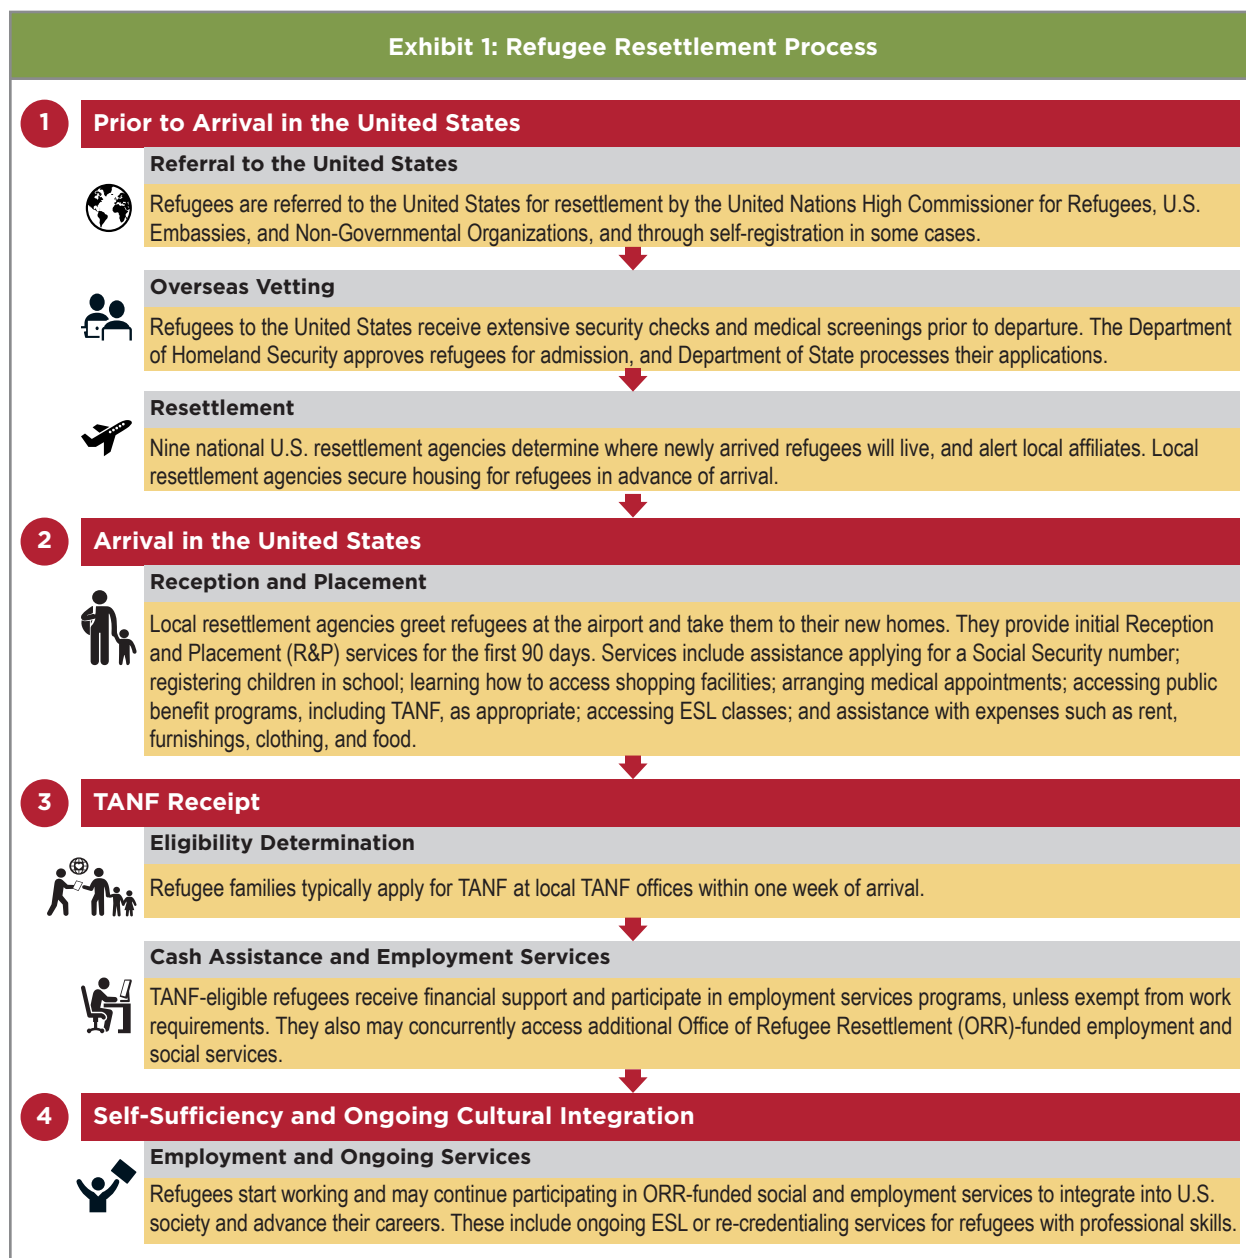 Exhibit 1: Refugee Resettlement Process
1 Prior to Arrival in the United States
Referral to the United States
Refugees are referred to the United States for resettlement by the United Nations High Commissioner for Refugees, U.S.
Embassies, and Non-Governmental Organizations, and through self-registration in some cases.
Overseas Vetting
Refugees to the United States receive extensive security checks and medical screenings prior to departure. The Department
of Homeland Security approves refugees for admission, and Department of State processes their applications.
Resettlement
Nine national U.S. resettlement agencies determine where newly arrived refugees will live, and alert local affiliates. Local
resettlement agencies secure housing for refugees in advance of arrival.
2 Arrival in the United States
Reception and Placement
Local resettlement agencies greet refugees at the airport and take them to their new homes. They provide initial Reception
and Placement (R&P) services for the first 90 days. Services include assistance applying for a Social Security number;
registering children in school; learning how to access shopping facilities; arranging medical appointments; accessing public
benefit programs, including TANF, as appropriate; accessing ESL classes; and assistance with expenses such as rent,
furnishings, clothing, and food.
3 TANF Receipt
Eligibility Determination
Refugee families typically apply for TANF at local TANF offices within one week of arrival.
Cash Assistance and Employment Services
TANF-eligible refugees receive financial support and participate in employment services programs, unless exempt from work
requirements. They also may concurrently access additional Office of Refugee Resettlement (ORR)-funded employment and
social services.
4 Self-Sufficiency and Ongoing Cultural Integration
Employment and Ongoing Services
Refugees start working and may continue participating in ORR-funded social and employment services to integrate into U.S.
society and advance their careers. These include ongoing ESL or re-credentialing services for refugees with professional skills.